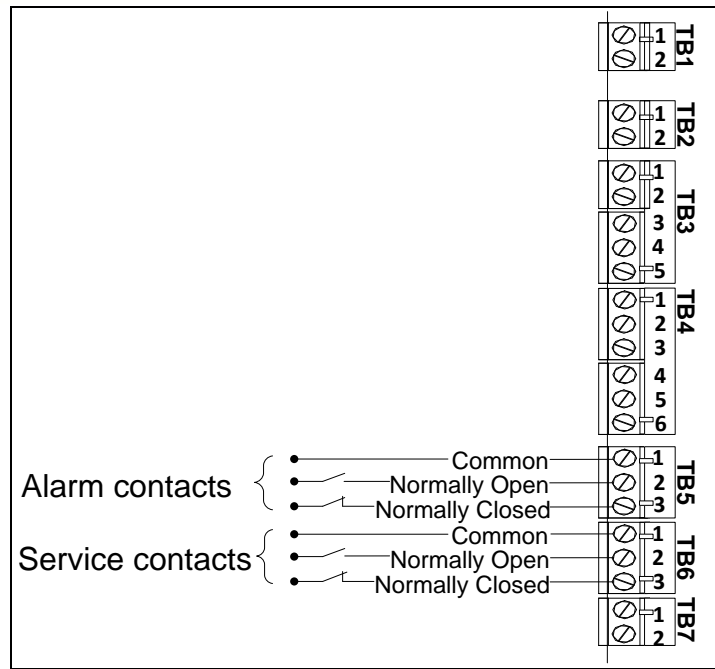 1
2
TB1
1
2
TB2
1
2
3
4
5
TB3
1
2
3
4
5
6
TB4
Alarm contacts
Common
1
Normally Open
2
Normally Closed
3
TB5
Service contacts
Common
1
Normally Open
2
Normally Closed
3
TB6
1
2
TB7